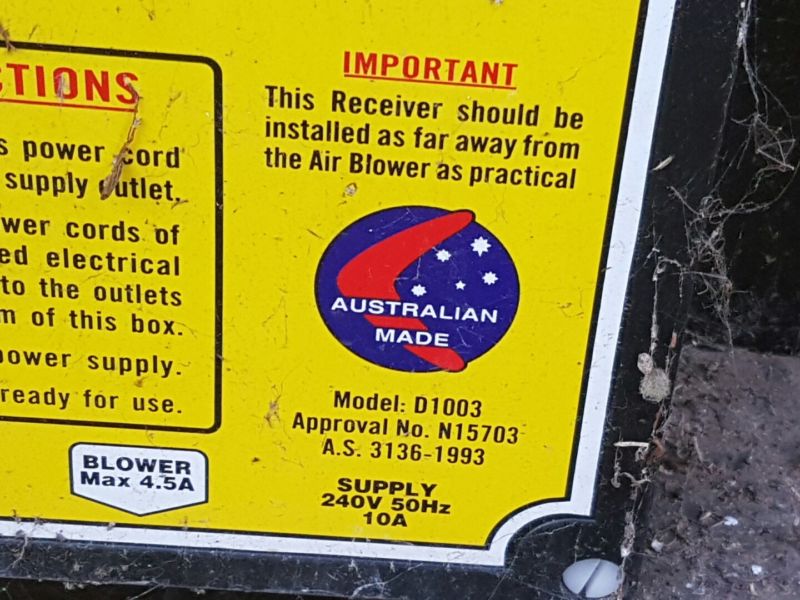 CTIONS
s power cord
supply outlet.
wer cords of
ed electrical
to the outlets
m of this box.
power supply.
ready for use.
BLOWER
Max 4.5A
IMPORTANT
This Receiver should be
installed as far away from
the Air Blower as practical
AUSTRALIAN
MADE
Model: D1003
Approval No. N15703
A.S. 3136-1993
SUPPLY
240V 50Hz
10A